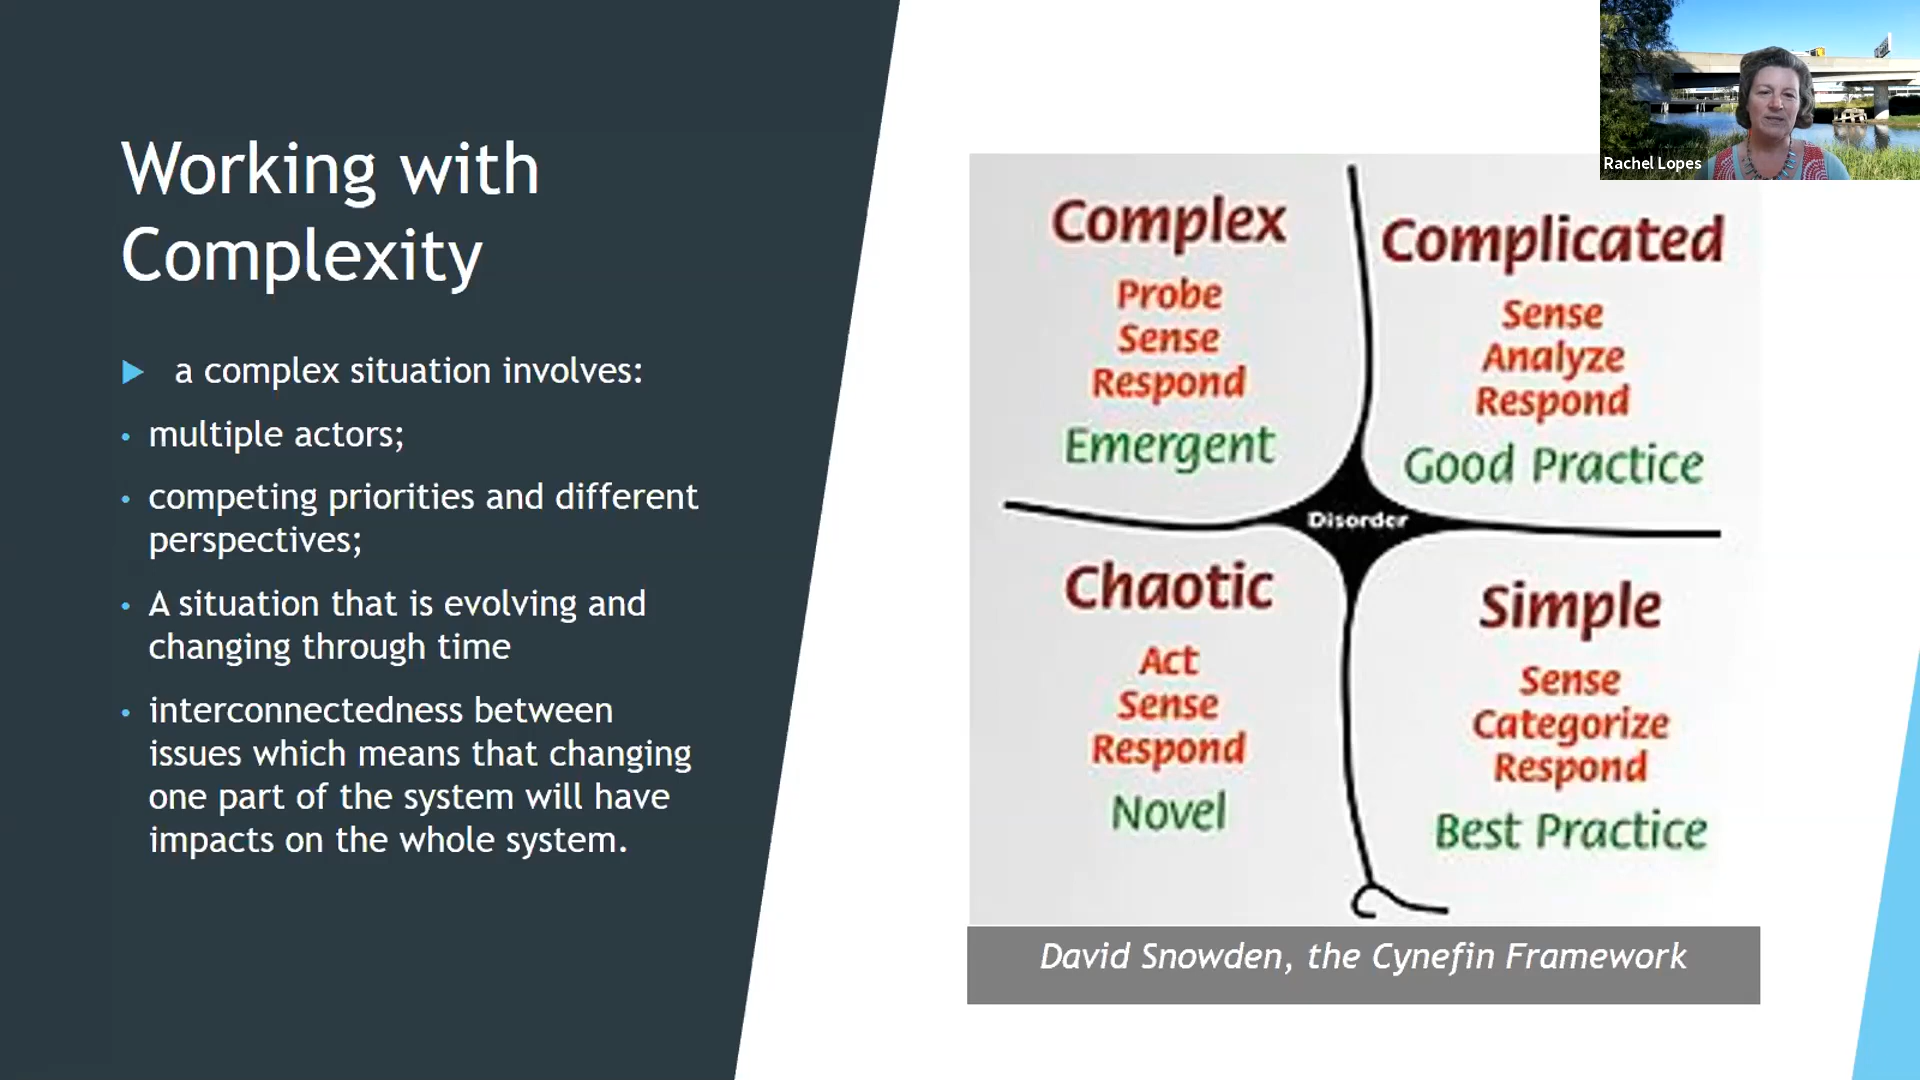 Working with
Complexity
a complex situation involves:
multiple actors;
competing priorities and different
perspectives;
A situation that is evolving and
changing through time
interconnectedness between
issues which means that changing
one part of the system will have
impacts on the whole system.
Complex
Probe
Sense
Respond
Emergent
Complicated
Sense
Analyze
Respond
Good Practice
Disorder
Chaotic
Act
Sense
Respond
Novel
Simple
Sense
Categorize
Respond
Best Practice
David Snowden, the Cynefin Framework
Rachel Lopes